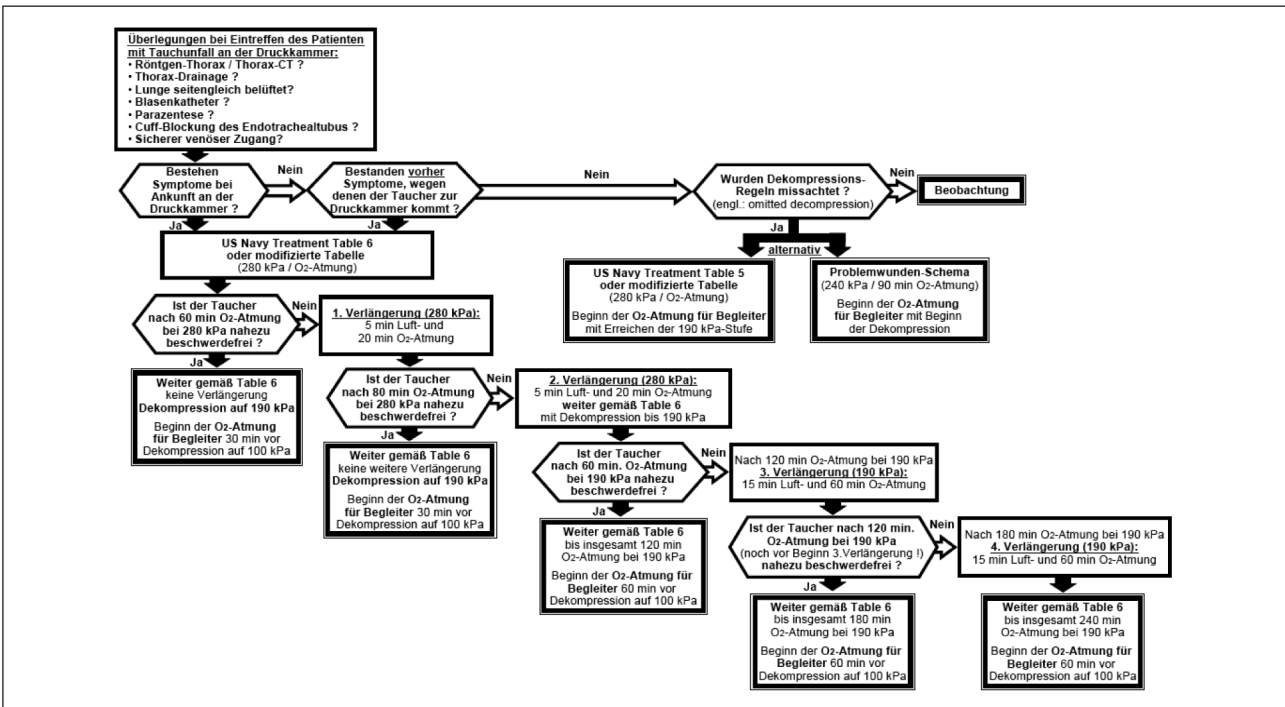 Überlegungen bei Eintreffen des Patienten
mit Tauchunfall an der Druckkammer:
• Röntgen-Thorax / Thorax-CT ?
• Thorax-Drainage ?
• Lunge seitengleich belüftet?
• Blasenkatheter ?
• Parazentese ?
• Cuff-Blockung des Endotrachealtubus ?
• Sicherer venöser Zugang?
Bestehen
Symptome bei
Ankunft an der
Druckkammer ?
Nein
Bestanden vorher
Symptome, wegen
denen der Taucher zur
Druckkammer kommt ?
Nein
Wurden Dekompressions-
Regeln missachtet ?
(engl.: omitted decompression)
Nein
Beobachtung
Ja
Ja
Ja
alternativ
US Navy Treatment Table 6
oder modifizierte Tabelle
(280 kPa / O2-Atmung)
US Navy Treatment Table 5
oder modifizierte Tabelle
(280 kPa / O2-Atmung)
Beginn der O2-Atmung für Begleiter
mit Erreichen der 190 kPa-Stufe
Problemwunden-Schema
(240 kPa / 90 min O2-Atmung)
Beginn der O2-Atmung
für Begleiter mit Beginn
der Dekompression
Ist der Taucher
nach 60 min O2-Atmung
bei 280 kPa nahezu
beschwerdefrei ?
Nein
1. Verlängerung (280 kPa):
5 min Luft- und
20 min O2-Atmung
Ja
Weiter gemäß Table 6
keine Verlängerung
Dekompression auf 190 kPa
Beginn der O2-Atmung
für Begleiter 30 min vor
Dekompression auf 100 kPa
Ist der Taucher
nach 80 min O2-Atmung
bei 280 kPa nahezu
beschwerdefrei ?
Nein
2. Verlängerung (280 kPa):
5 min Luft- und 20 min O2-Atmung
weiter gemäß Table 6
mit Dekompression bis 190 kPa
Ja
Weiter gemäß Table 6
keine weitere Verlängerung
Dekompression auf 190 kPa
Beginn der O2-Atmung
für Begleiter 30 min vor
Dekompression auf 100 kPa
Ist der Taucher
nach 60 min. O2-Atmung
bei 190 kPa nahezu
beschwerdefrei ?
Nein
Nach 120 min O2-Atmung bei 190 kPa
3. Verlängerung (190 kPa):
15 min Luft- und 60 min O2-Atmung
Ja
Weiter gemäß Table 6
bis insgesamt 120 min
O2-Atmung bei 190 kPa
Beginn der O2-Atmung für
Begleiter 60 min vor
Dekompression auf 100 kPa
Ist der Taucher nach 120 min.
O2-Atmung bei 190 kPa
(noch vor Beginn 3.Verlängerung !)
nahezu beschwerdefrei ?
Nein
Nach 180 min O2-Atmung bei 190 kPa
4. Verlängerung (190 kPa):
15 min Luft- und 60 min O2-Atmung
Ja
Weiter gemäß Table 6
bis insgesamt 180 min
O2-Atmung bei 190 kPa
Beginn der O2-Atmung für
Begleiter 60 min vor
Dekompression auf 100 kPa
Weiter gemäß Table 6
bis insgesamt 240 min
O2-Atmung bei 190 kPa
Beginn der O2-Atmung für
Begleiter 60 min vor
Dekompression auf 100 kPa